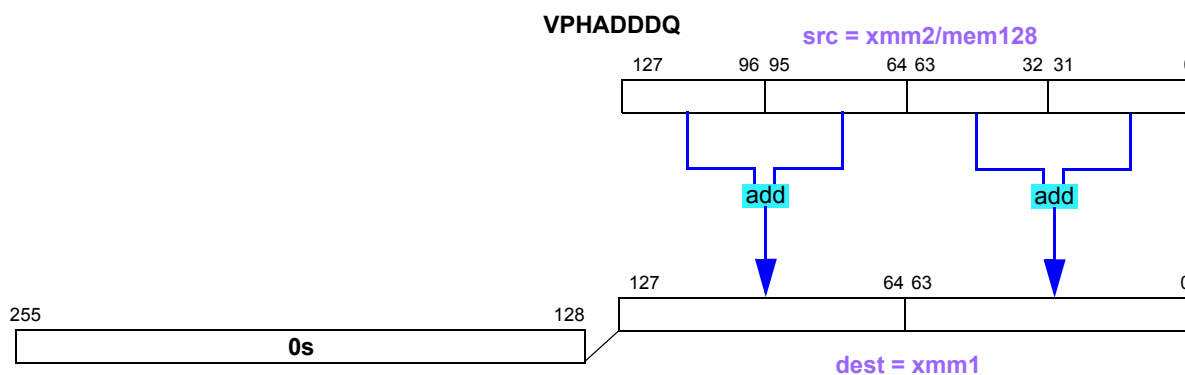 VPHADDDQ
src = xmm2/mem128
127 96 95 64 63 32 31
add add
127 64 63 0
255 128
0s
dest = xmm1